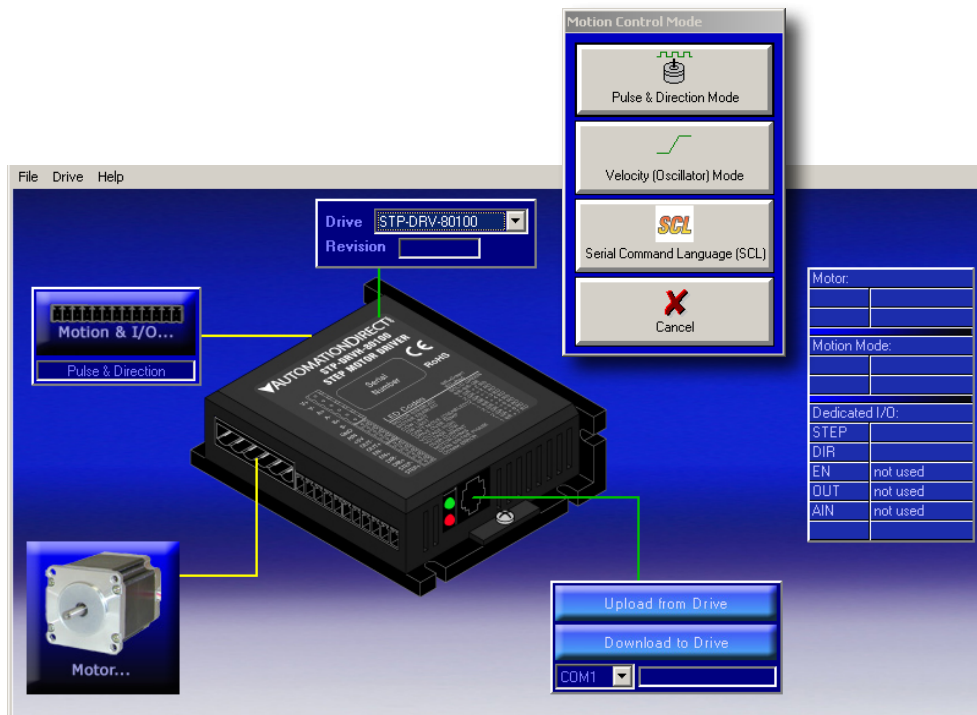 Motion Control Mode
Pulse & Direction Mode
Velocity (Oscillator) Mode
SCL
Serial Command Language (SCL)
Cancel
File Drive Help
Drive STP-DRV-80100
Revision
Motion & I/O...
Pulse & Direction
AUTOMATIONDIRECT
STP-DRVH-80100
STEP MOTOR DRIVER
CE
RoHS
Serial
Number
LED Codes
Motor:
Motion Mode:
Dedicated I/O:
STEP
DIR
EN not used
OUT not used
AIN not used
Motor...
Upload from Drive
Download to Drive
COM1